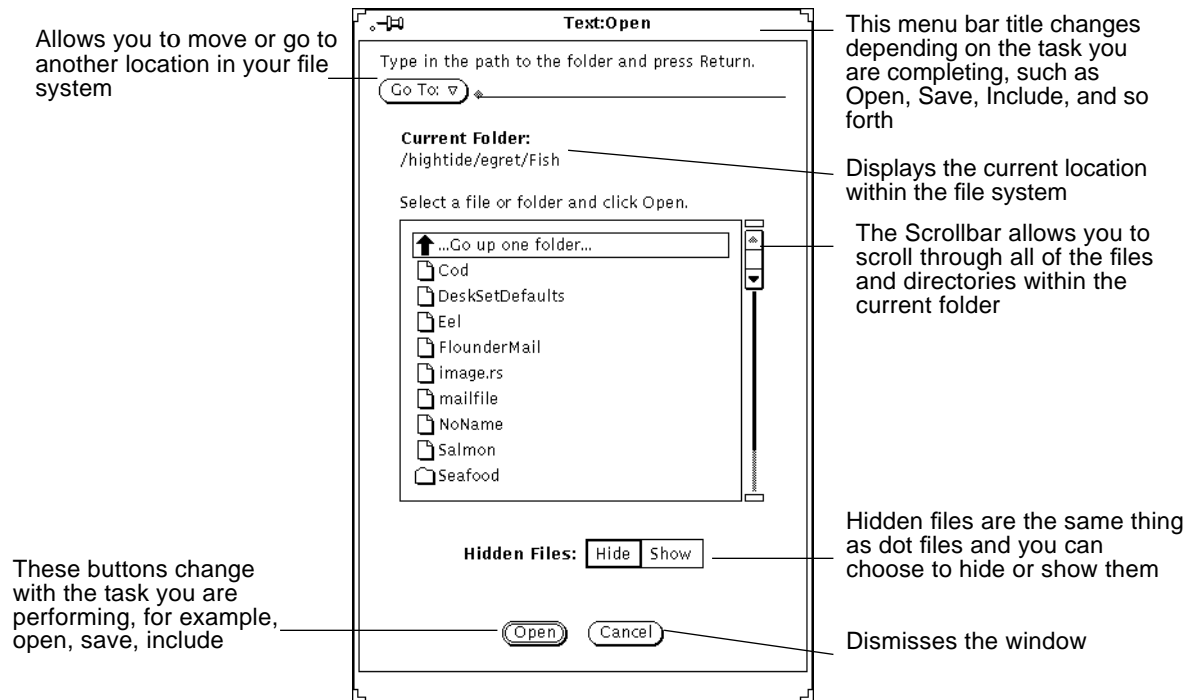 Allows you to move or go to
another location in your file
system
Text:Open
Type in the path to the folder and press Return.
Go To:
Current Folder:
/hightide/egret/Fish
Select a file or folder and click Open.
...Go up one folder...
Cod
DeskSetDefaults
Eel
FlounderMail
image.rs
mailfile
NoName
Salmon
Seafood
Hidden Files: Hide Show
Open Cancel
This menu bar title changes
depending on the task you
are completing, such as
Open, Save, Include, and so
forth
Displays the current location
within the file system
The Scrollbar allows you to
scroll through all of the files
and directories within the
current folder
Hidden files are the same thing
as dot files and you can
choose to hide or show them
These buttons change
with the task you are
performing, for example,
open, save, include
Dismisses the window